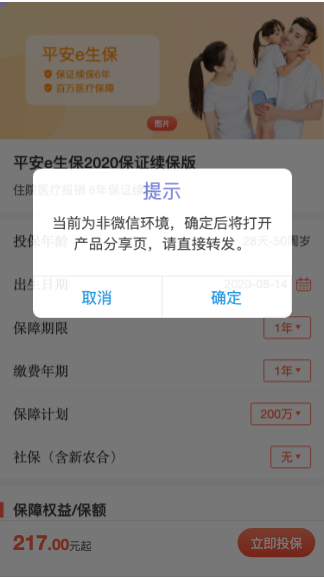 平安e生保
保证续保6年
百万医疗保障
图片
平安e生保2020保证续保版
住院医疗报销 6年保证续
提示
当前为非微信环境，确定后将打开
产品分享页，请直接转发。
投保年龄 28天-50周岁
出生日期 2020-08-14
取消 确定
保障期限 1年
缴费年期 1年
保障计划 200万
社保（含新农合） 无
保障权益/保额
217.00元起 立即投保